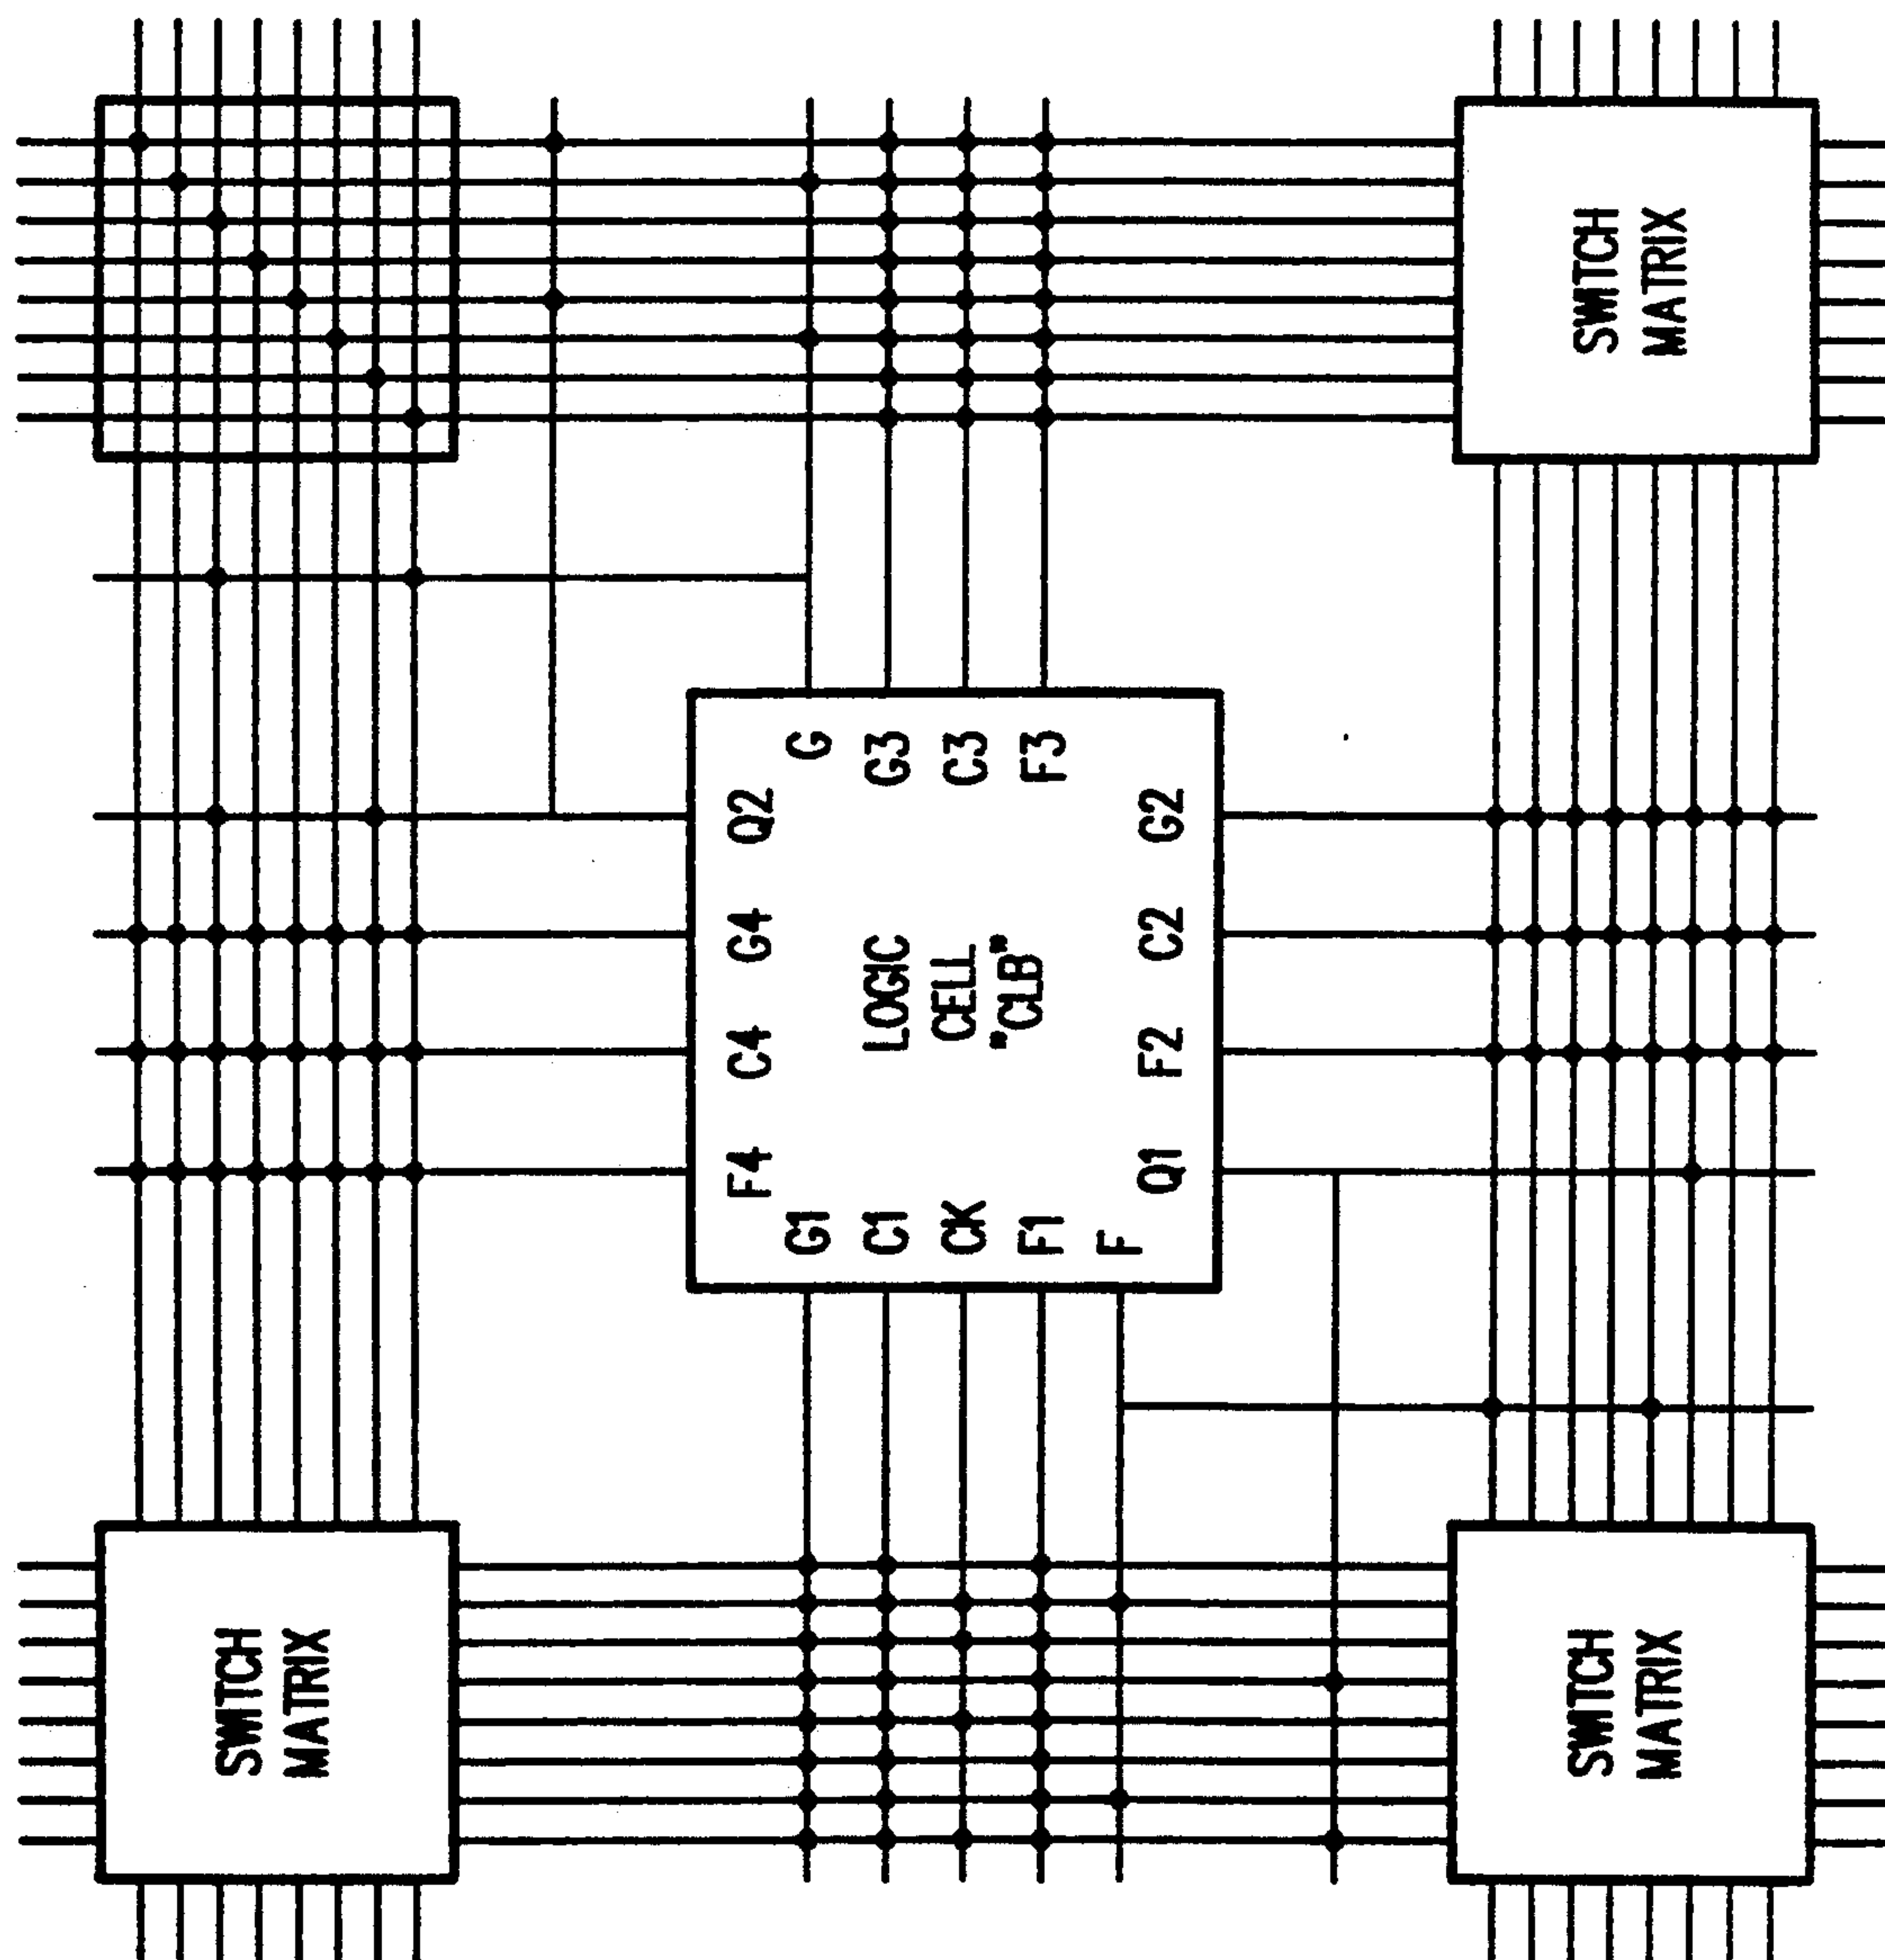 SWITCH
MATRIX
G
G3
C3
F3
Q2
G2
G4
LOGIC
CELL
"CLB"
C2
C4
F2
F4
Q1
G1
C1
CK
F1
F
SWITCH
MATRIX
SWITCH
MATRIX